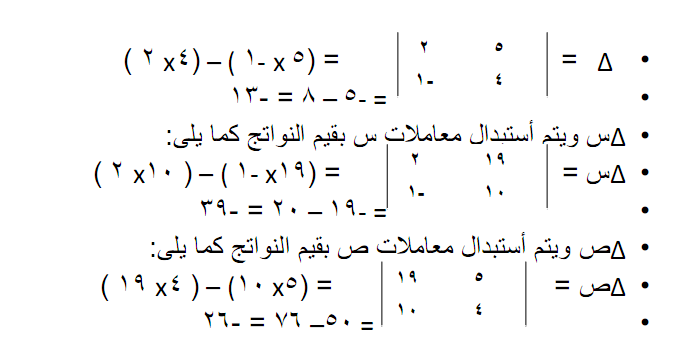 • Δ = | ٥ ٢ | = (٥ x -١) – (٤ x ٢)
| ٤ -١ |
• = -٥ – ٨ = -١٣
• Δس ويتم أستبدال معاملات س بقيم النواتج كما يلى:
• Δس = | ١٩ ٢ | = (١٩ x -١) – (١٠ x ٢)
| ١٠ -١ |
• = -١٩ – ٢٠ = -٣٩
• Δص ويتم أستبدال معاملات ص بقيم النواتج كما يلى:
• Δص = | ٥ ١٩ | = (٥ x ١٠) – (٤ x ١٩)
| ٤ ١٠ |
• = ٥٠ – ٧٦ = -٢٦